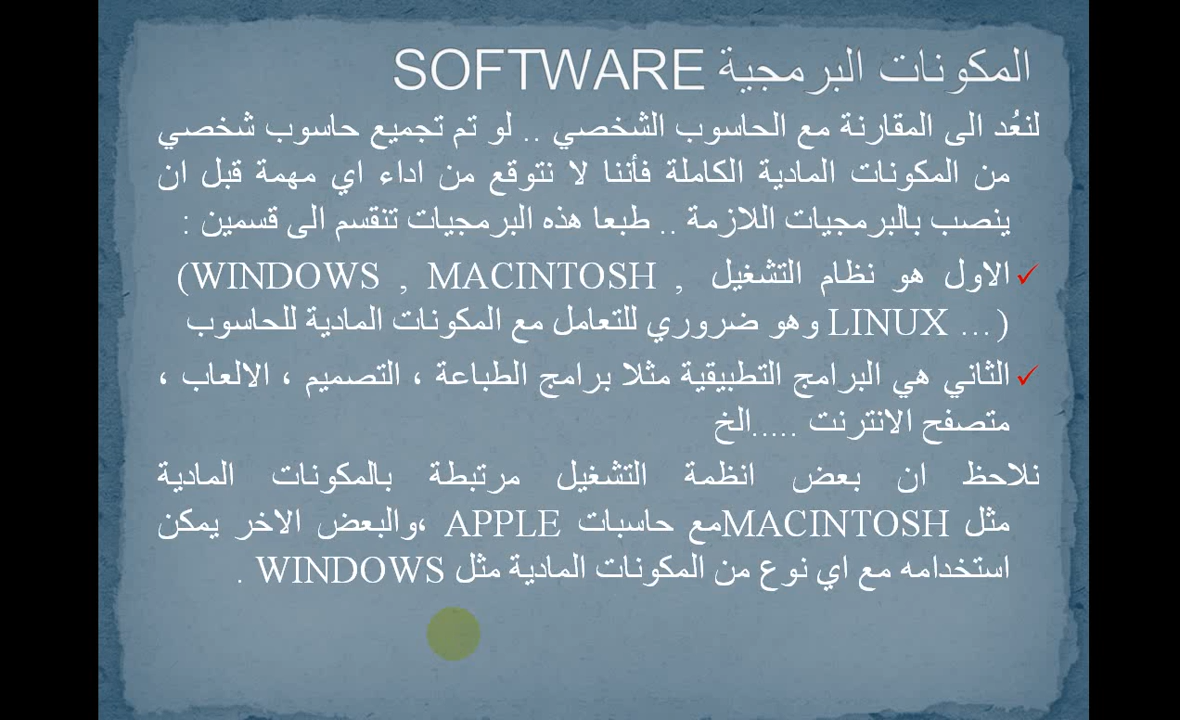 المكونات البرمجية SOFTWARE
لنعُد الى المقارنة مع الحاسوب الشخصي .. لو تم تجميع حاسوب شخصي
من المكونات المادية الكاملة فأننا لا نتوقع من اداء اي مهمة قبل ان
ينصب بالبرمجيات اللازمة .. طبعا هذه البرمجيات تنقسم الى قسمين :
✓ الاول هو نظام التشغيل (WINDOWS , MACINTOSH ,
LINUX ...) وهو ضروري للتعامل مع المكونات المادية للحاسوب
✓ الثاني هي البرامج التطبيقية مثلا برامج الطباعة ، التصميم ، الالعاب ،
متصفح الانترنت .....الخ
نلاحظ ان بعض انظمة التشغيل مرتبطة بالمكونات المادية
مثل MACINTOSHمع حاسبات APPLE ،والبعض الاخر يمكن
استخدامه مع اي نوع من المكونات المادية مثل WINDOWS .